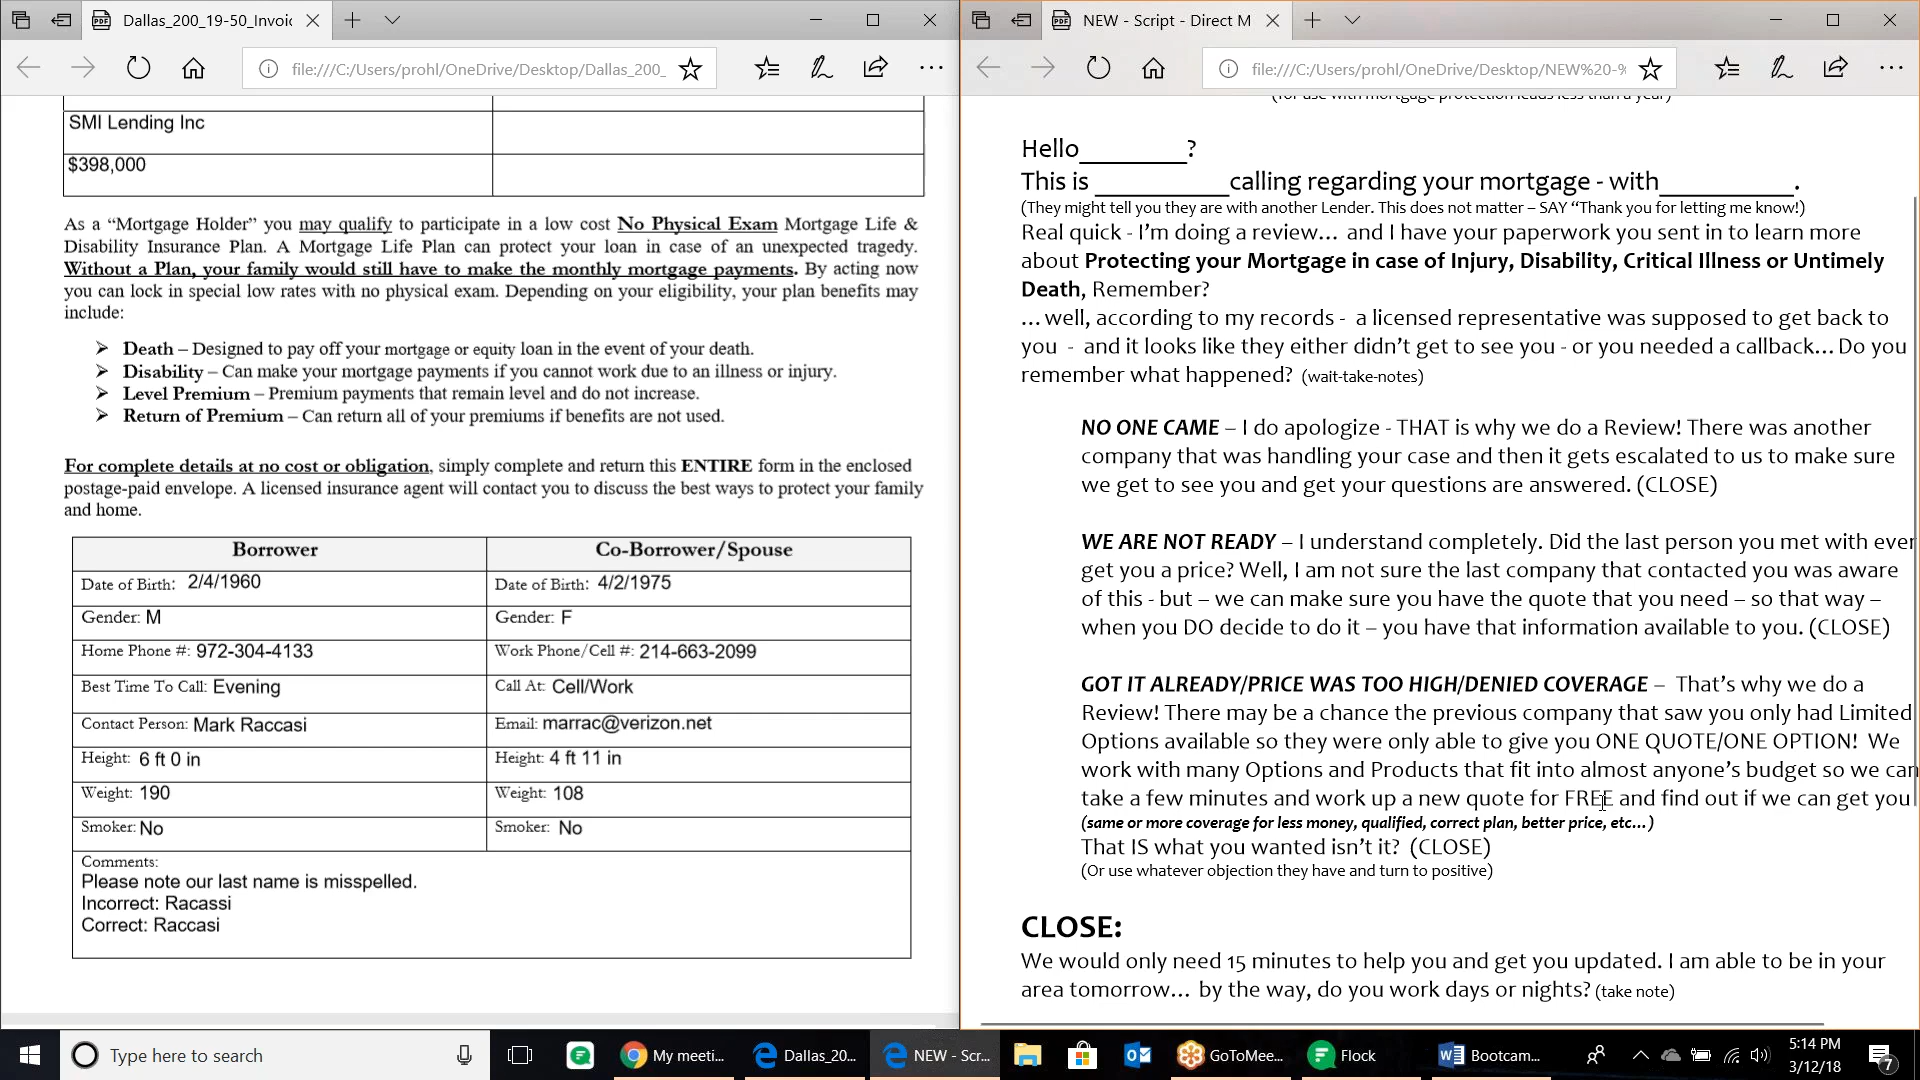 Dallas_200_19-50_Invoic
NEW - Script - Direct M
file:///C:/Users/prohl/OneDrive/Desktop/Dallas_200_
file:///C:/Users/prohl/OneDrive/Desktop/NEW%20-%
SMI Lending Inc
$398,000
As a “Mortgage Holder” you may qualify to participate in a low cost No Physical Exam Mortgage Life &
Disability Insurance Plan. A Mortgage Life Plan can protect your loan in case of an unexpected tragedy.
Without a Plan, your family would still have to make the monthly mortgage payments. By acting now
you can lock in special low rates with no physical exam. Depending on your eligibility, your plan benefits may
include:
Death – Designed to pay off your mortgage or equity loan in the event of your death.
Disability – Can make your mortgage payments if you cannot work due to an illness or injury.
Level Premium – Premium payments that remain level and do not increase.
Return of Premium – Can return all of your premiums if benefits are not used.
For complete details at no cost or obligation, simply complete and return this ENTIRE form in the enclosed
postage-paid envelope. A licensed insurance agent will contact you to discuss the best ways to protect your family
and home.
Borrower Co-Borrower/Spouse
Date of Birth: 2/4/1960 Date of Birth: 4/2/1975
Gender: M Gender: F
Home Phone #: 972-304-4133 Work Phone/Cell #: 214-663-2099
Best Time To Call: Evening Call At: Cell/Work
Contact Person: Mark Raccasi Email: marrac@verizon.net
Height: 6 ft 0 in Height: 4 ft 11 in
Weight: 190 Weight: 108
Smoker: No Smoker: No
Comments:
Please note our last name is misspelled.
Incorrect: Racassi
Correct: Raccasi
(for use with mortgage protection leads less than a year)
Hello________?
This is __________calling regarding your mortgage - with__________.
(They might tell you they are with another Lender. This does not matter – SAY “Thank you for letting me know!)
Real quick - I’m doing a review… and I have your paperwork you sent in to learn more
about Protecting your Mortgage in case of Injury, Disability, Critical Illness or Untimely
Death, Remember?
… well, according to my records - a licensed representative was supposed to get back to
you - and it looks like they either didn’t get to see you - or you needed a callback… Do you
remember what happened? (wait-take-notes)
NO ONE CAME – I do apologize - THAT is why we do a Review! There was another
company that was handling your case and then it gets escalated to us to make sure
we get to see you and get your questions are answered. (CLOSE)
WE ARE NOT READY – I understand completely. Did the last person you met with ever
get you a price? Well, I am not sure the last company that contacted you was aware
of this - but – we can make sure you have the quote that you need – so that way –
when you DO decide to do it – you have that information available to you. (CLOSE)
GOT IT ALREADY/PRICE WAS TOO HIGH/DENIED COVERAGE – That’s why we do a
Review! There may be a chance the previous company that saw you only had Limited
Options available so they were only able to give you ONE QUOTE/ONE OPTION! We
work with many Options and Products that fit into almost anyone’s budget so we can
take a few minutes and work up a new quote for FREE and find out if we can get you
(same or more coverage for less money, qualified, correct plan, better price, etc…)
That IS what you wanted isn’t it? (CLOSE)
(Or use whatever objection they have and turn to positive)
CLOSE:
We would only need 15 minutes to help you and get you updated. I am able to be in your
area tomorrow… by the way, do you work days or nights? (take note)
Type here to search
My meeti...
Dallas_20...
NEW - Scr...
GoToMee...
Flock
Bootcam...
5:14 PM
3/12/18
7